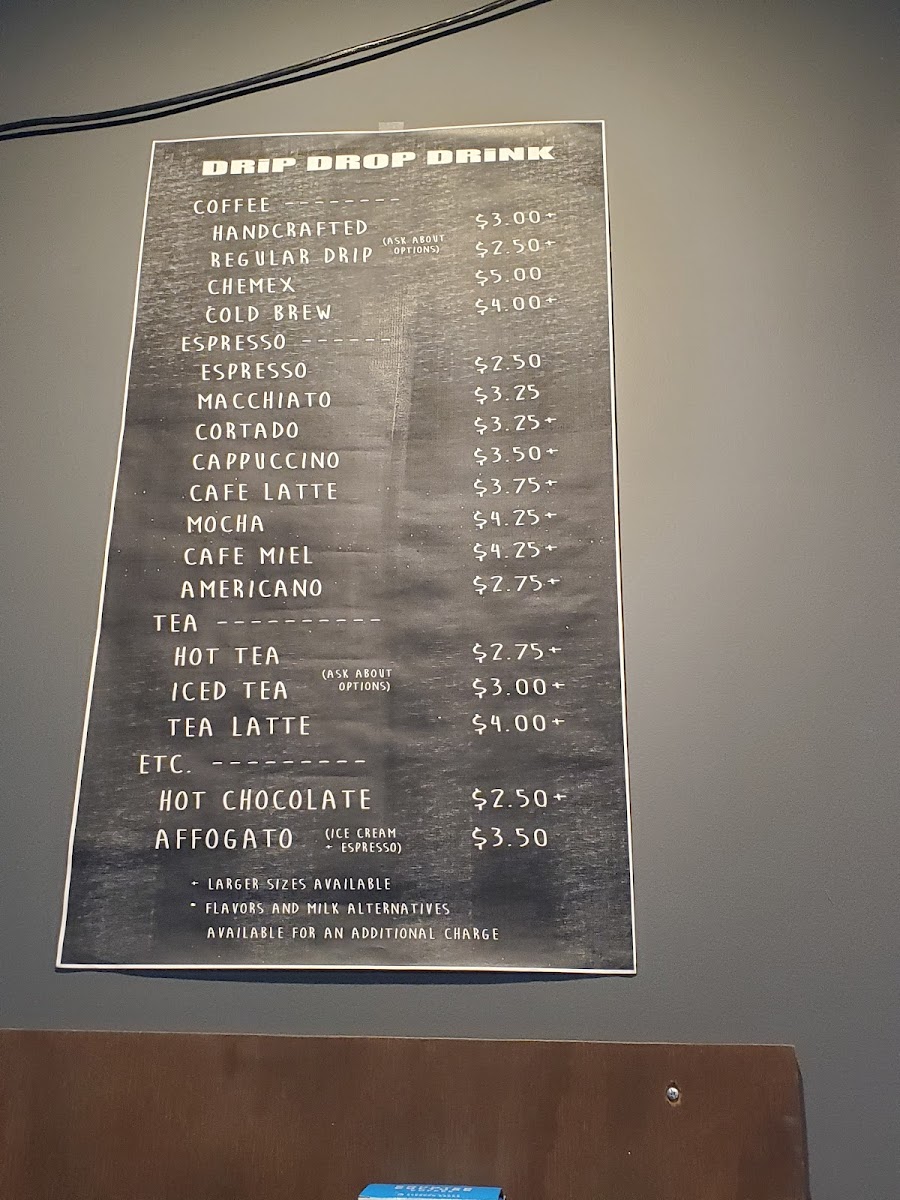 DRiP DROP DRiNK
COFFEE --------
HANDCRAFTED $3.00+
REGULAR DRIP (ASK ABOUT OPTIONS) $2.50+
CHEMEX $5.00
COLD BREW $4.00+
ESPRESSO ------
ESPRESSO $2.50
MACCHIATO $3.25
CORTADO $3.25+
CAPPUCCINO $3.50+
CAFE LATTE $3.75+
MOCHA $4.25+
CAFE MIEL $4.25+
AMERICANO $2.75+
TEA ----------
HOT TEA $2.75+
ICED TEA (ASK ABOUT OPTIONS) $3.00+
TEA LATTE $4.00+
ETC. ---------
HOT CHOCOLATE $2.50+
AFFOGATO (ICE CREAM + ESPRESSO) $3.50
+ LARGER SIZES AVAILABLE
* FLAVORS AND MILK ALTERNATIVES
AVAILABLE FOR AN ADDITIONAL CHARGE